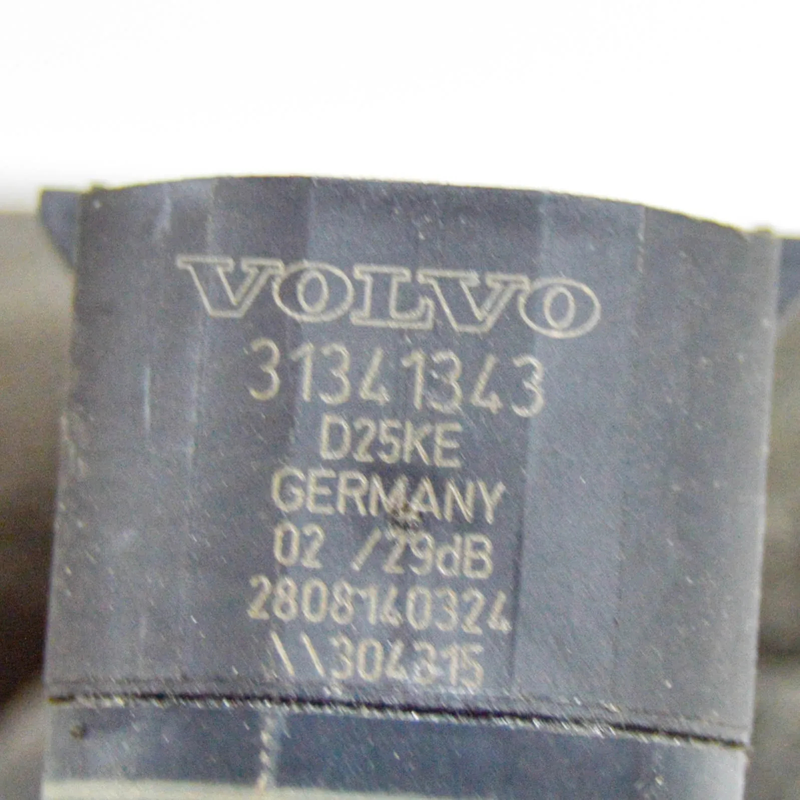 VOLVO
31341343
D25KE
GERMANY
02 /29dB
2808140324
\\304315